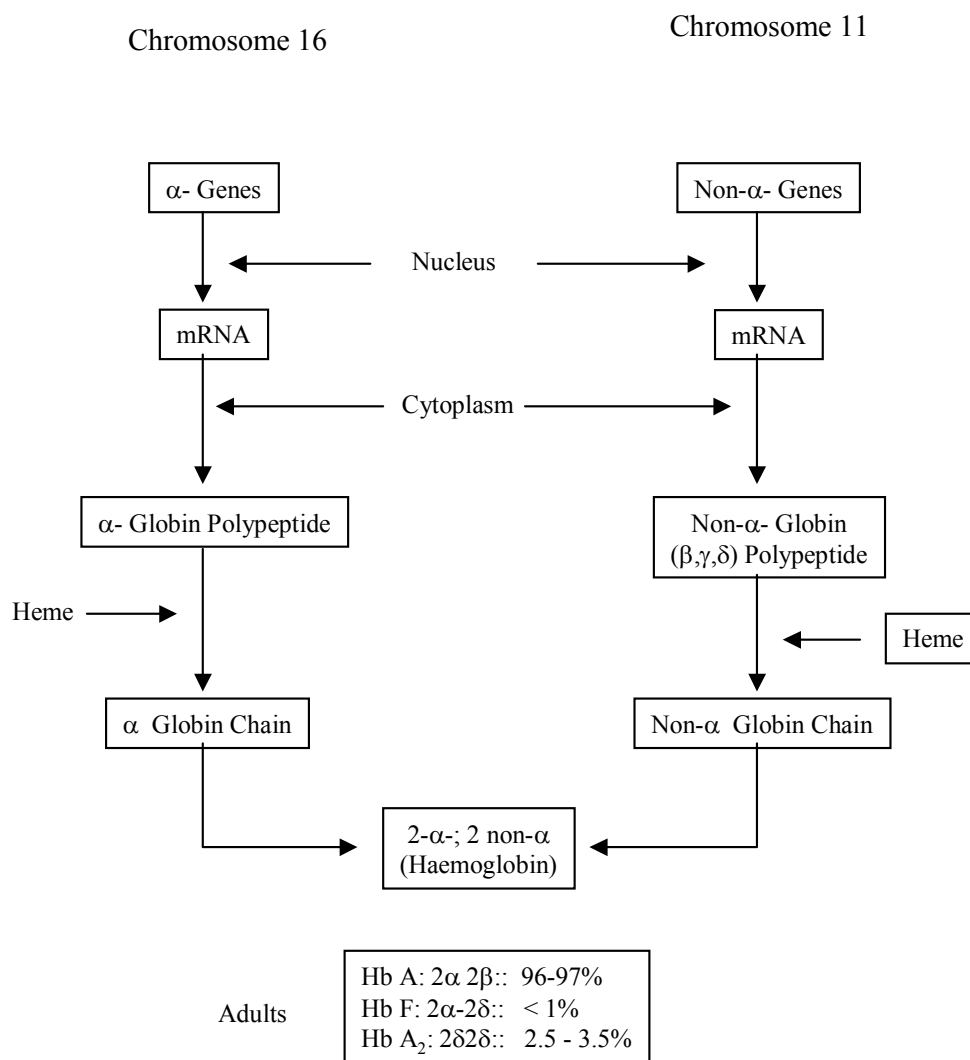 Chromosome 16
Chromosome 11
α- Genes
Non-α- Genes
Nucleus
mRNA
mRNA
Cytoplasm
α- Globin Polypeptide
Non-α- Globin
(β,γ,δ) Polypeptide
Heme
Heme
α Globin Chain
Non-α Globin Chain
2-α-; 2 non-α
(Haemoglobin)
Adults
Hb A: 2α 2β:: 96-97%
Hb F: 2α-2δ:: < 1%
Hb A₂: 2δ2δ:: 2.5 - 3.5%